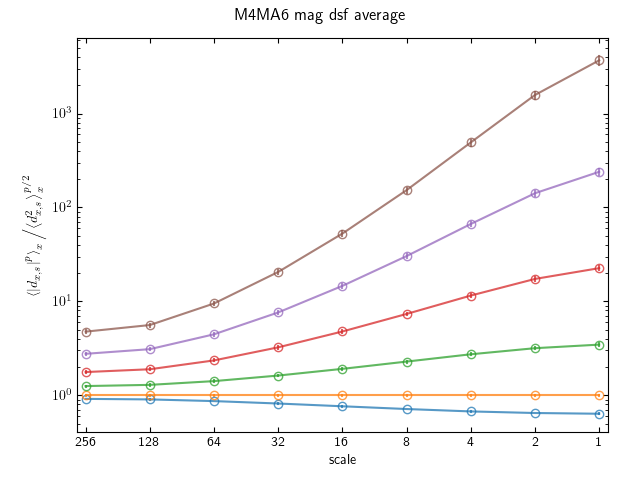 M4MA6 mag dsf average
10³
10²
10¹
10⁰
⟨|d_{x,s}|^p⟩_x / ⟨d²_{x,s}⟩_x^{p/2}
256 128 64 32 16 8 4 2 1
scale